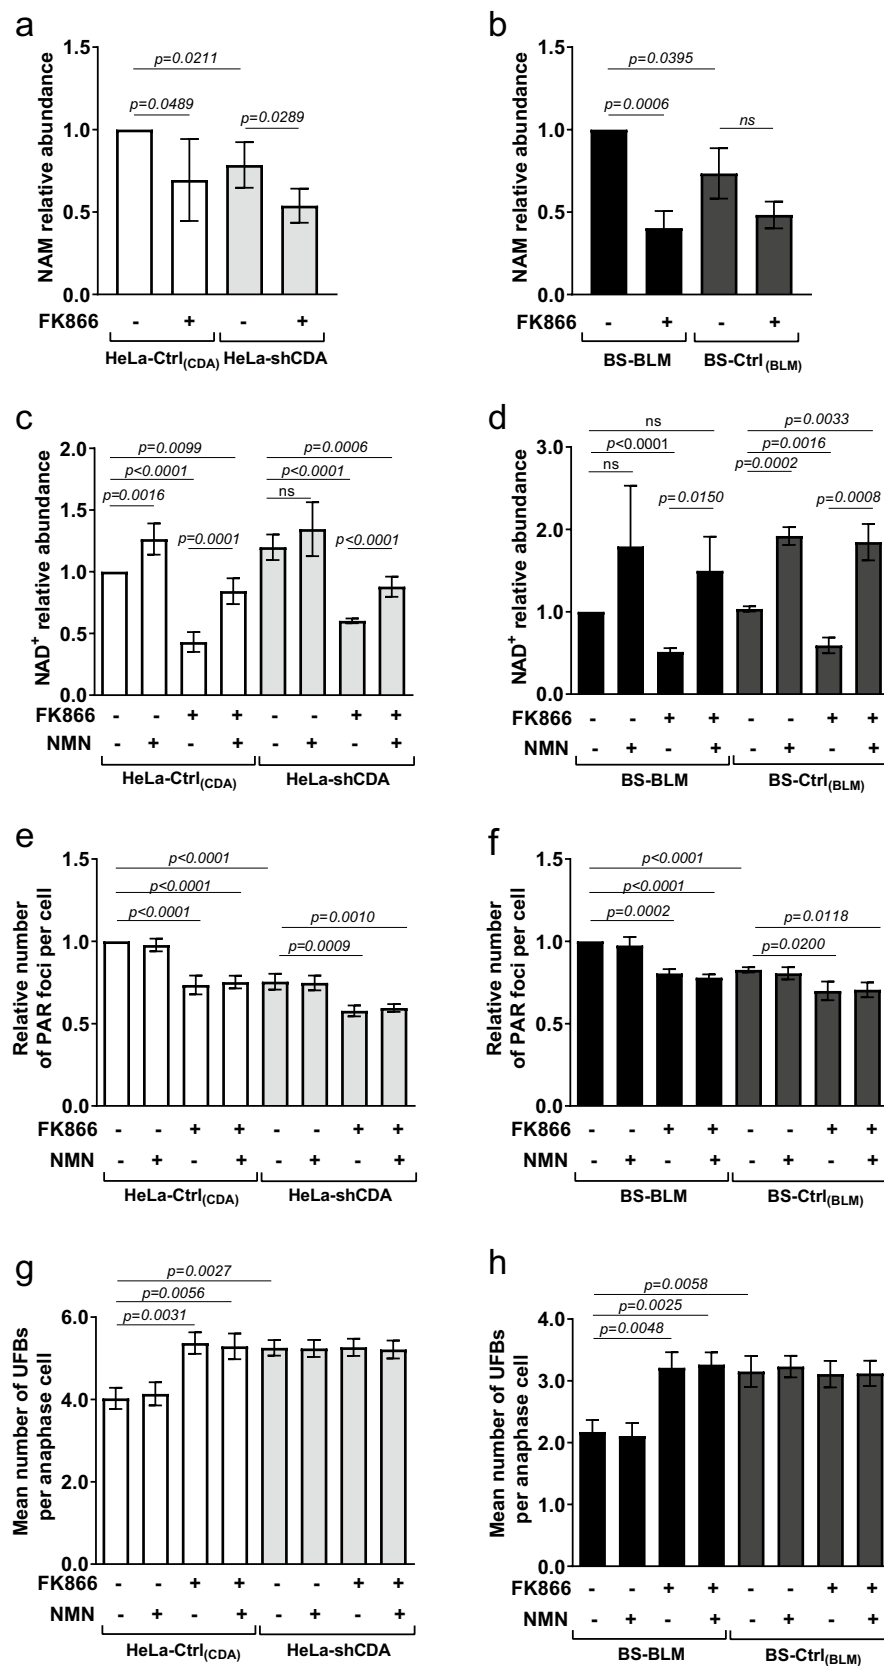 a
NAM relative abundance
1.5
1.0
0.5
0.0
p=0.0211
p=0.0489
p=0.0289
FK866 - + - +
HeLa-Ctrl(CDA) HeLa-shCDA
b
NAM relative abundance
1.5
1.0
0.5
0.0
p=0.0395
p=0.0006
ns
FK866 - + - +
BS-BLM BS-Ctrl(BLM)
c
NAD+ relative abundance
2.0
1.5
1.0
0.5
0.0
p=0.0099 p=0.0006
p<0.0001 p<0.0001
p=0.0016 ns
p=0.0001 p<0.0001
FK866 - - + + - - + +
NMN - + - + - + - +
HeLa-Ctrl(CDA) HeLa-shCDA
d
NAD+ relative abundance
3.0
2.0
1.0
0.0
ns p=0.0033
p<0.0001 p=0.0016
ns p=0.0002
p=0.0150 p=0.0008
FK866 - - + + - - + +
NMN - + - + - + - +
BS-BLM BS-Ctrl(BLM)
e
Relative number
of PAR foci per cell
1.5
1.0
0.5
0.0
p<0.0001
p<0.0001
p<0.0001
p=0.0010
p=0.0009
FK866 - - + + - - + +
NMN - + - + - + - +
HeLa-Ctrl(CDA) HeLa-shCDA
f
Relative number
of PAR foci per cell
1.5
1.0
0.5
0.0
p<0.0001
p<0.0001
p=0.0002
p=0.0118
p=0.0200
FK866 - - + + - - + +
NMN - + - + - + - +
BS-BLM BS-Ctrl(BLM)
g
Mean number of UFBs
per anaphase cell
6.0
4.0
2.0
0.0
p=0.0027
p=0.0056
p=0.0031
FK866 - - + + - - + +
NMN - + - + - + - +
HeLa-Ctrl(CDA) HeLa-shCDA
h
Mean number of UFBs
per anaphase cell
4.0
3.0
2.0
1.0
0.0
p=0.0058
p=0.0025
p=0.0048
FK866 - - + + - - + +
NMN - + - + - + - +
BS-BLM BS-Ctrl(BLM)